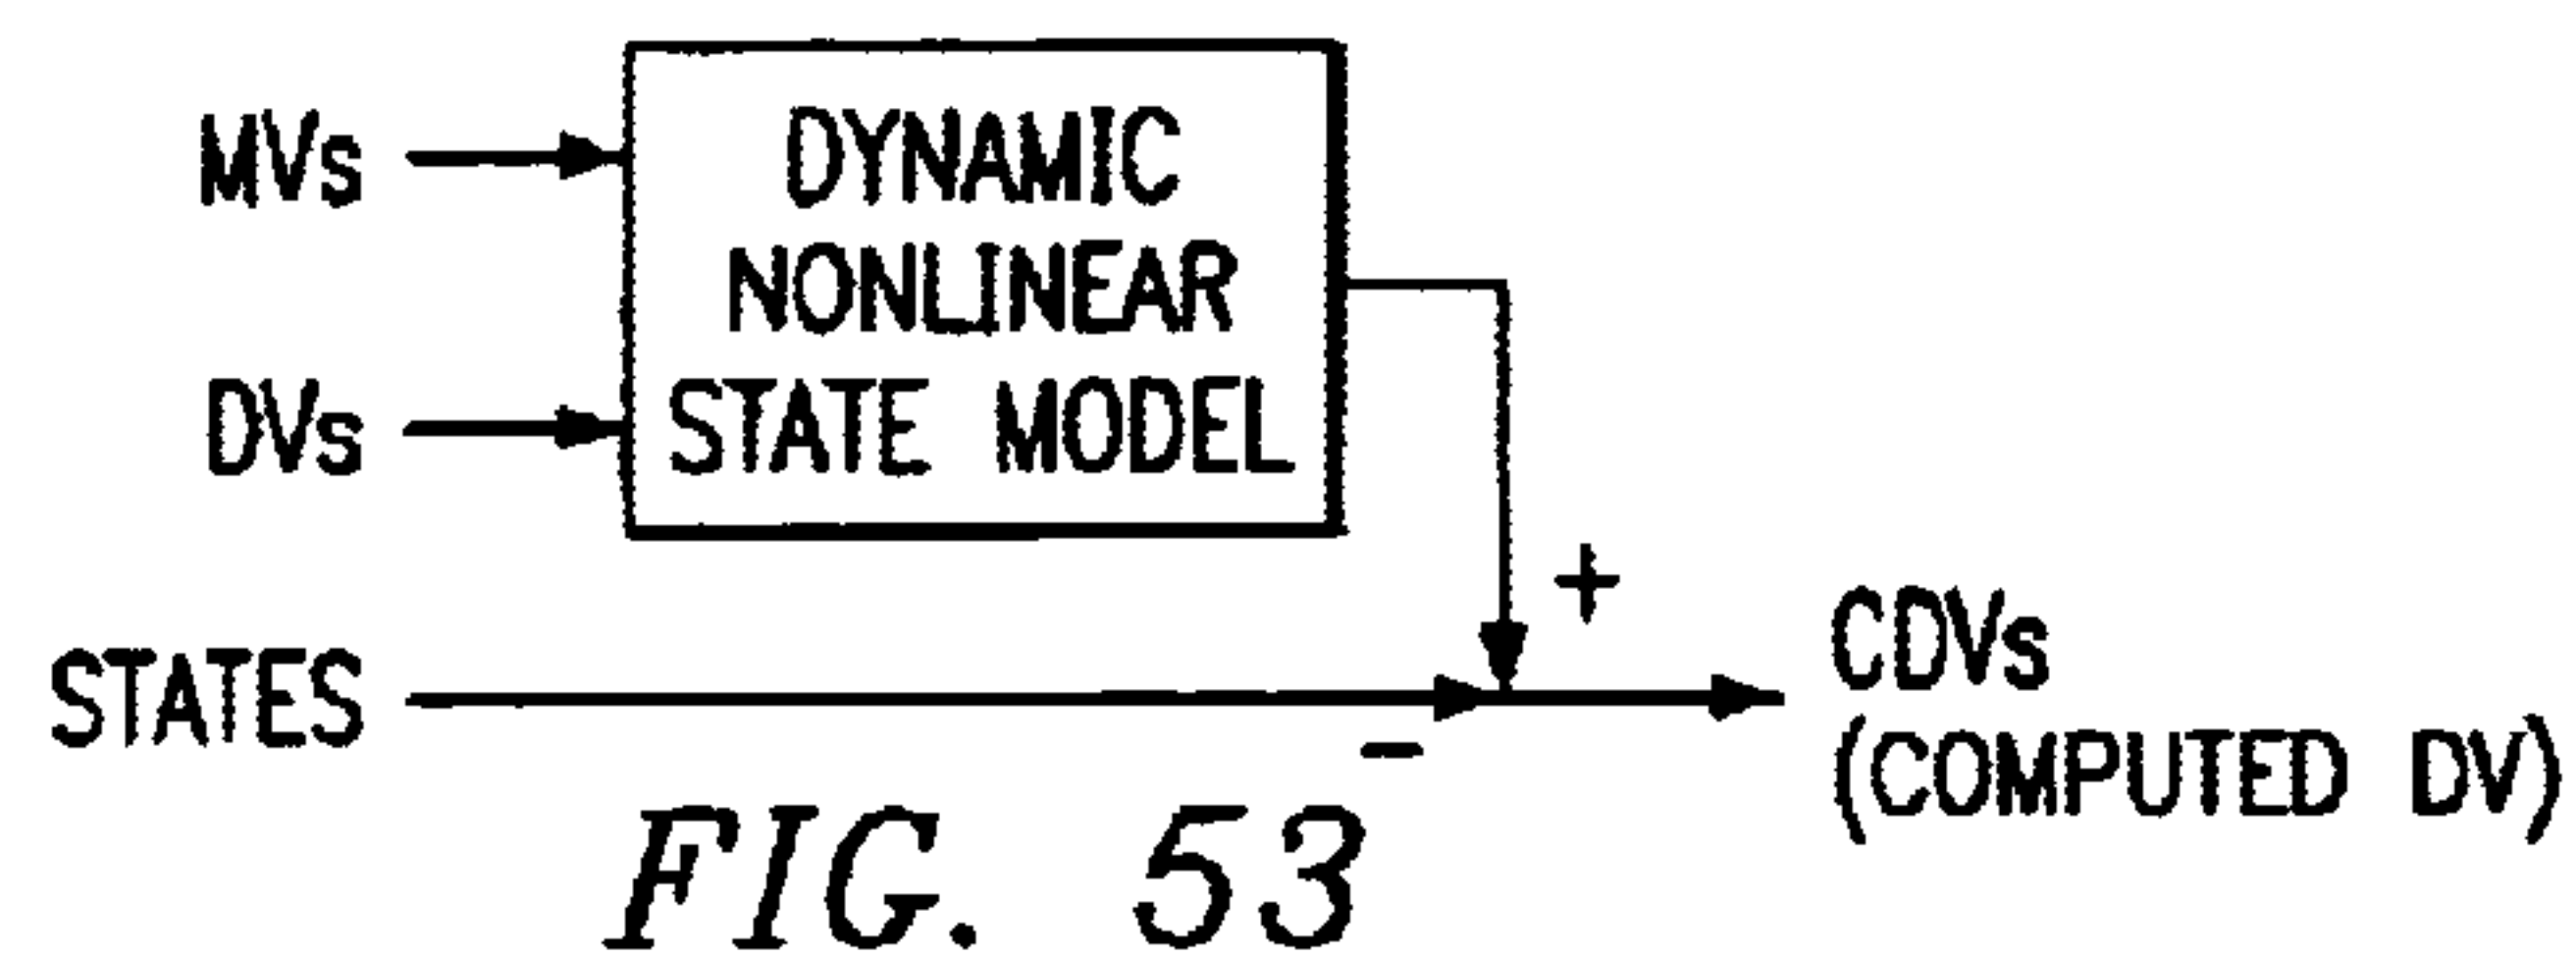 MVs
DYNAMIC
NONLINEAR
STATE MODEL
DVs
+
STATES
-
CDVs
(COMPUTED DV)
FIG. 53